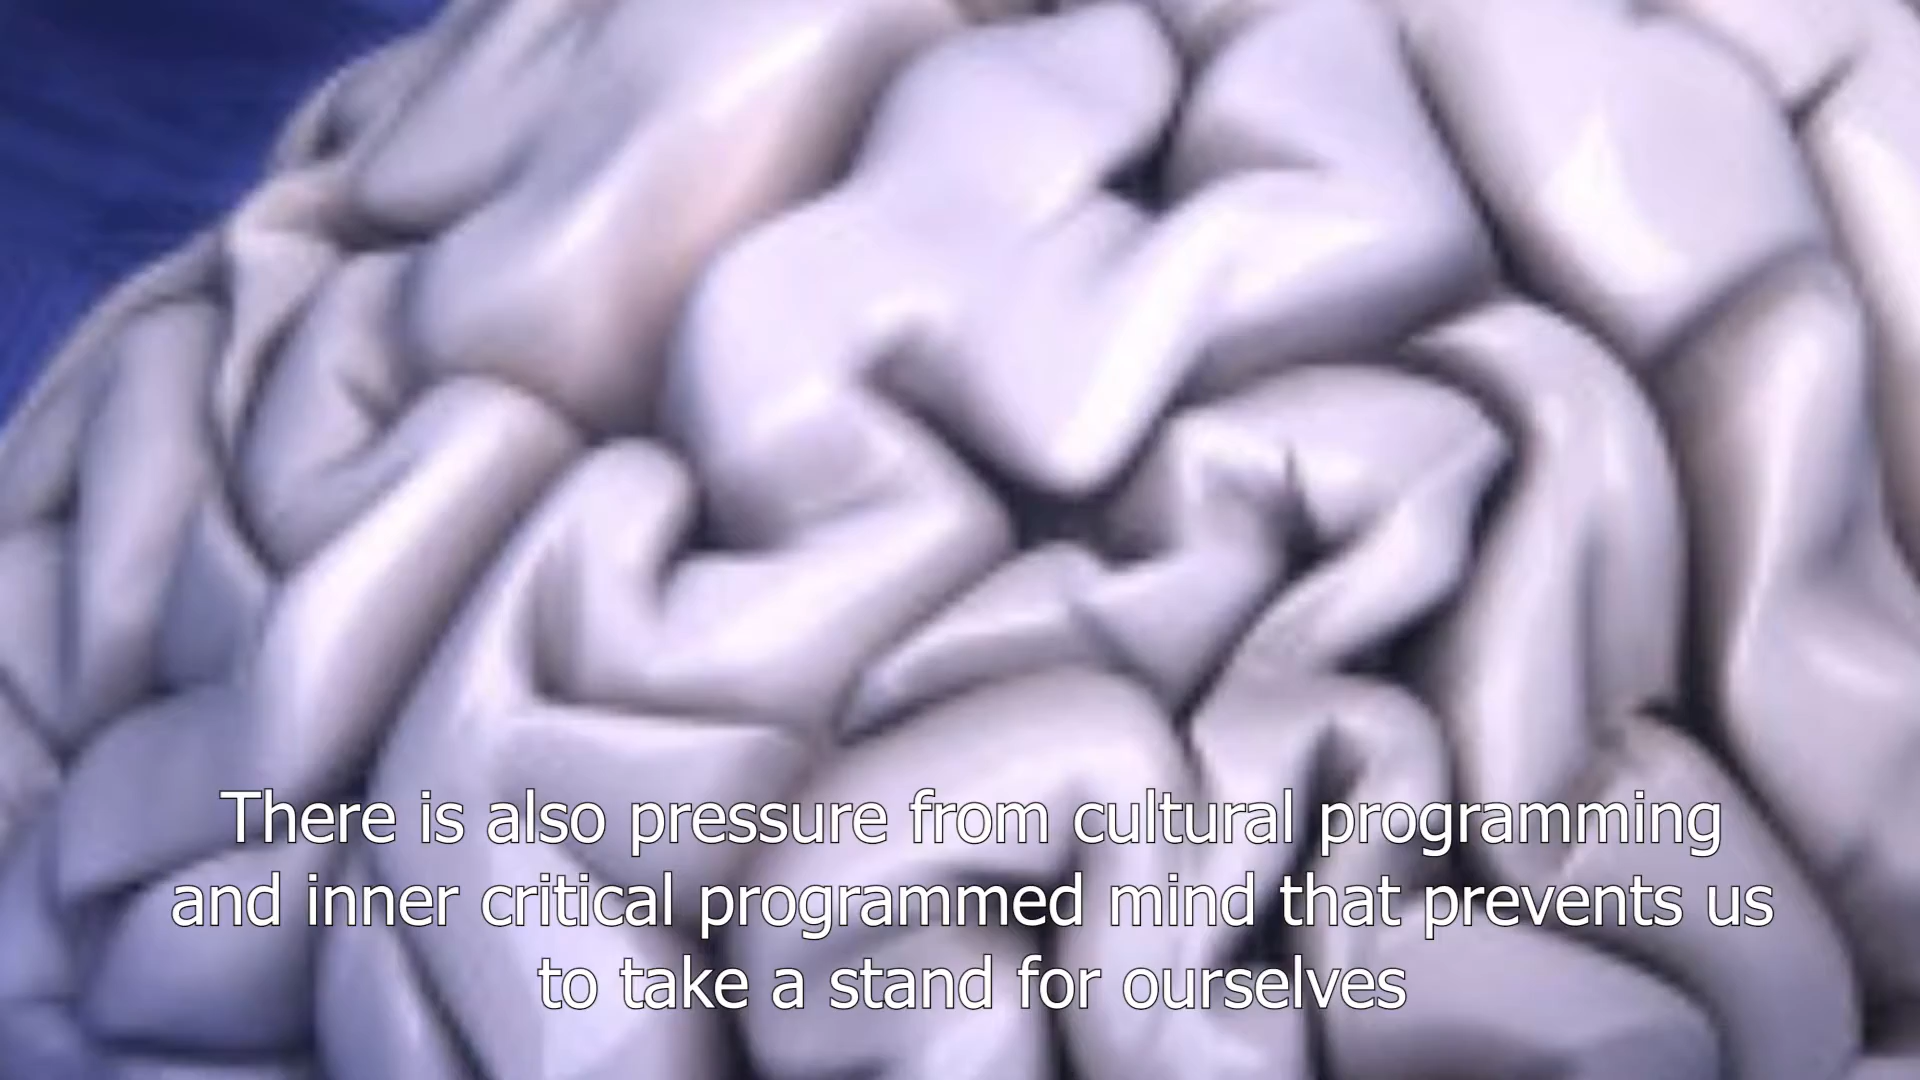 There is also pressure from cultural programming
and inner critical programmed mind that prevents us
to take a stand for ourselves